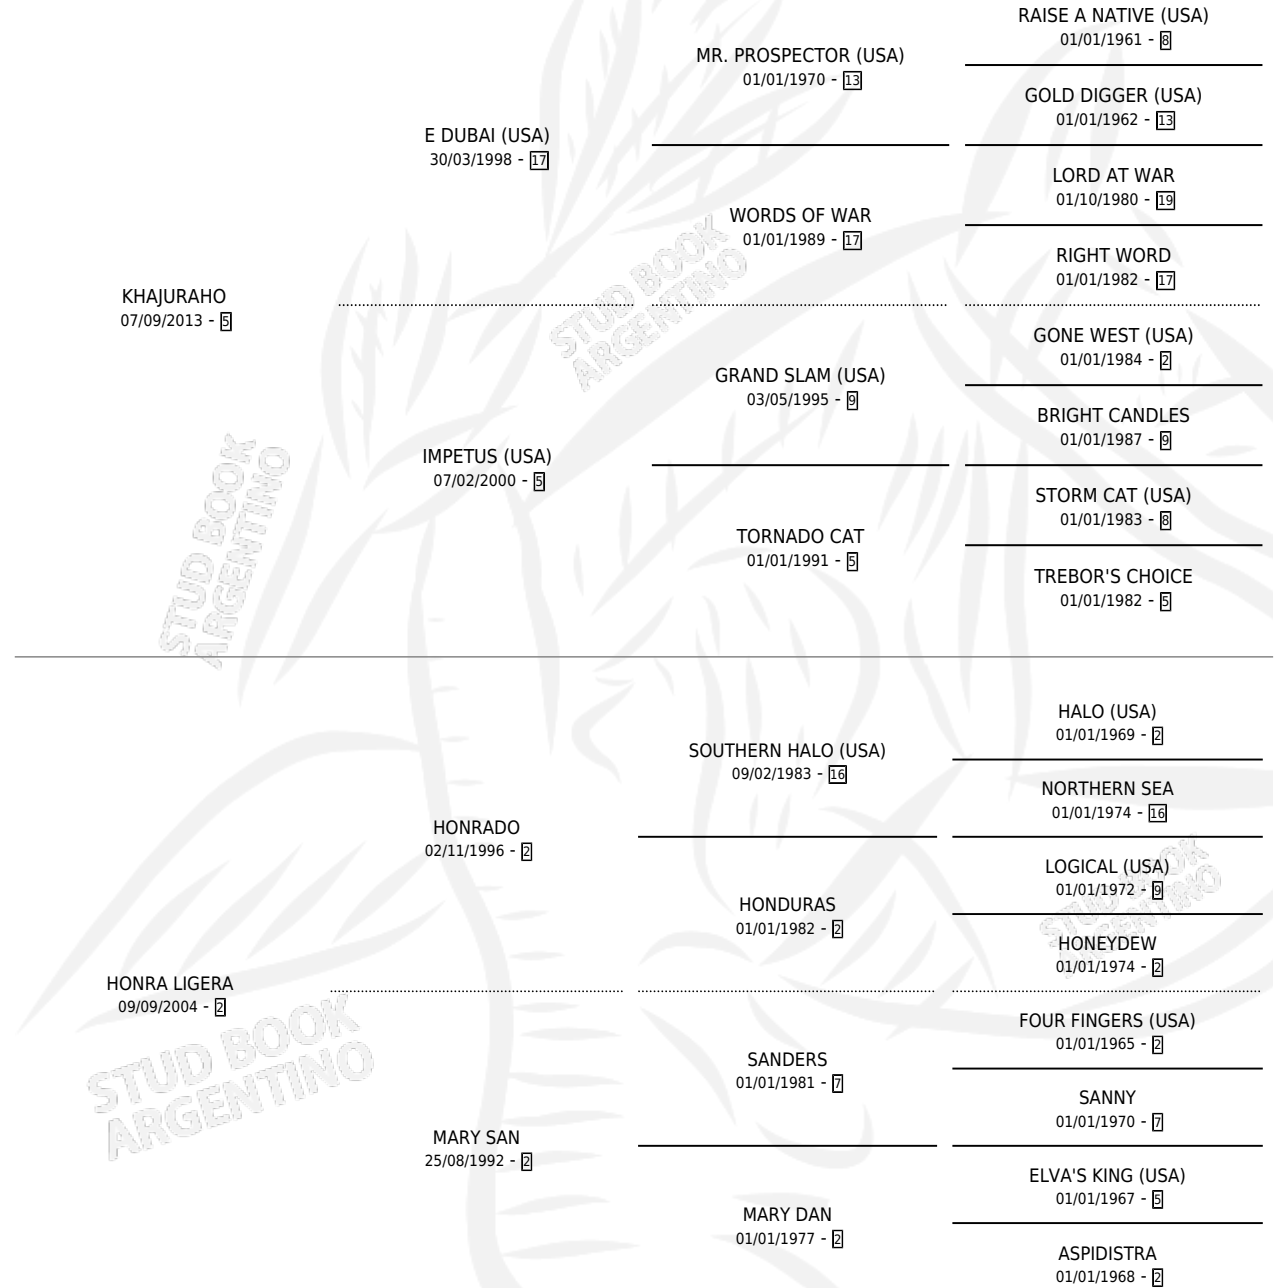 RAISE A NATIVE (USA)
01/01/1961 - 8
MR. PROSPECTOR (USA)
01/01/1970 - 13
GOLD DIGGER (USA)
01/01/1962 - 13
E DUBAI (USA)
30/03/1998 - 17
LORD AT WAR
01/10/1980 - 19
WORDS OF WAR
01/01/1989 - 17
RIGHT WORD
01/01/1982 - 17
KHAJURAHO
07/09/2013 - 5
STUD BOOK
ARGENTINO
GONE WEST (USA)
01/01/1984 - 2
GRAND SLAM (USA)
03/05/1995 - 9
BRIGHT CANDLES
01/01/1987 - 9
IMPETUS (USA)
07/02/2000 - 5
STORM CAT (USA)
01/01/1983 - 8
TORNADO CAT
01/01/1991 - 5
TREBOR'S CHOICE
01/01/1982 - 5
STUD BOOK
ARGENTINO
HALO (USA)
01/01/1969 - 2
SOUTHERN HALO (USA)
09/02/1983 - 16
NORTHERN SEA
01/01/1974 - 16
HONRADO
02/11/1996 - 2
LOGICAL (USA)
01/01/1972 - 9
HONDURAS
01/01/1982 - 2
HONEYDEW
01/01/1974 - 2
STUD BOOK
ARGENTINO
HONRA LIGERA
09/09/2004 - 2
FOUR FINGERS (USA)
01/01/1965 - 2
SANDERS
01/01/1981 - 7
SANNY
01/01/1970 - 7
STUD BOOK
ARGENTINO
MARY SAN
25/08/1992 - 2
ELVA'S KING (USA)
01/01/1967 - 5
MARY DAN
01/01/1977 - 2
ASPIDISTRA
01/01/1968 - 2